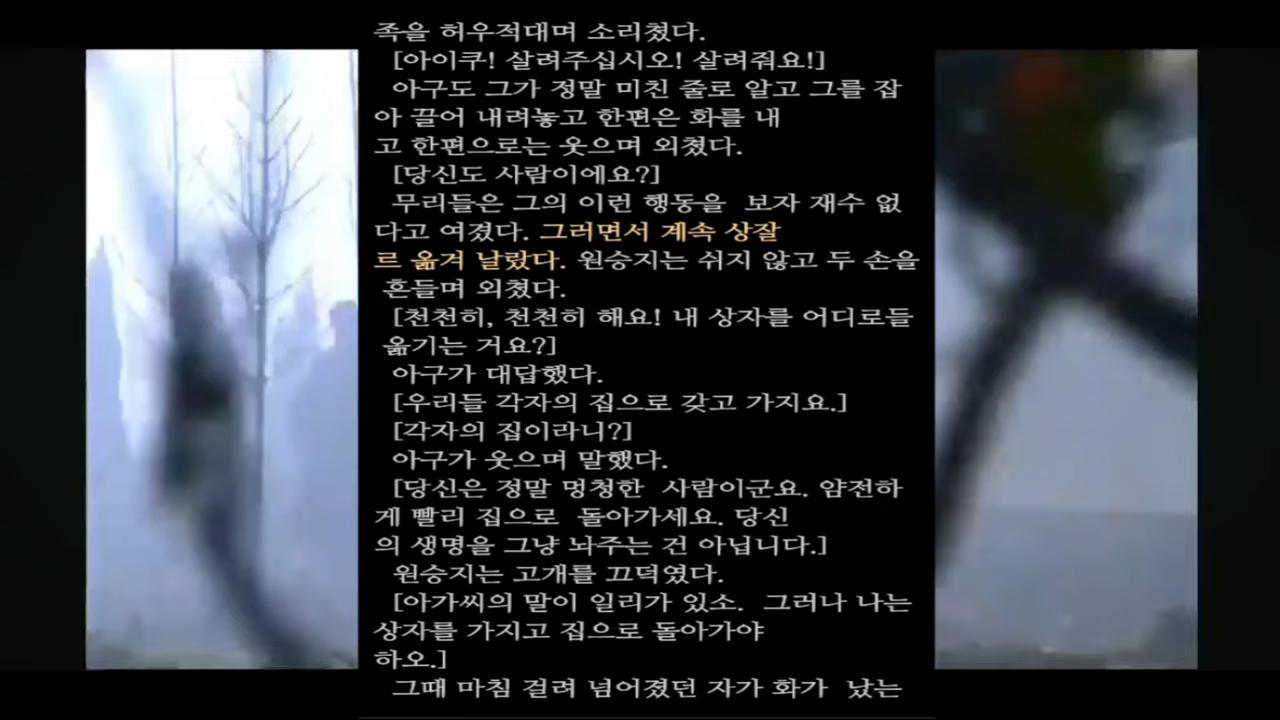 족을 허우적대며 소리쳤다.
[아이쿠! 살려주십시오! 살려줘요!]
아구도 그가 정말 미친 줄로 알고 그를 잡
아 끌어 내려놓고 한편은 화를 내
고 한편으로는 웃으며 외쳤다.
[당신도 사람이에요?]
무리들은 그의 이런 행동을 보자 재수 없
다고 여겼다. 그러면서 계속 상잘
르 옮겨 날랐다. 원승지는 쉬지 않고 두 손을
흔들며 외쳤다.
[천천히, 천천히 해요! 내 상자를 어디로들
옮기는 거요?]
아구가 대답했다.
[우리들 각자의 집으로 갖고 가지요.]
[각자의 집이라니?]
아구가 웃으며 말했다.
[당신은 정말 멍청한 사람이군요. 얌전하
게 빨리 집으로 돌아가세요. 당신
의 생명을 그냥 놔주는 건 아닙니다.]
원승지는 고개를 끄덕였다.
[아가씨의 말이 일리가 있소. 그러나 나는
상자를 가지고 집으로 돌아가야
하오.]
그때 마침 걸려 넘어졌던 자가 화가 났는